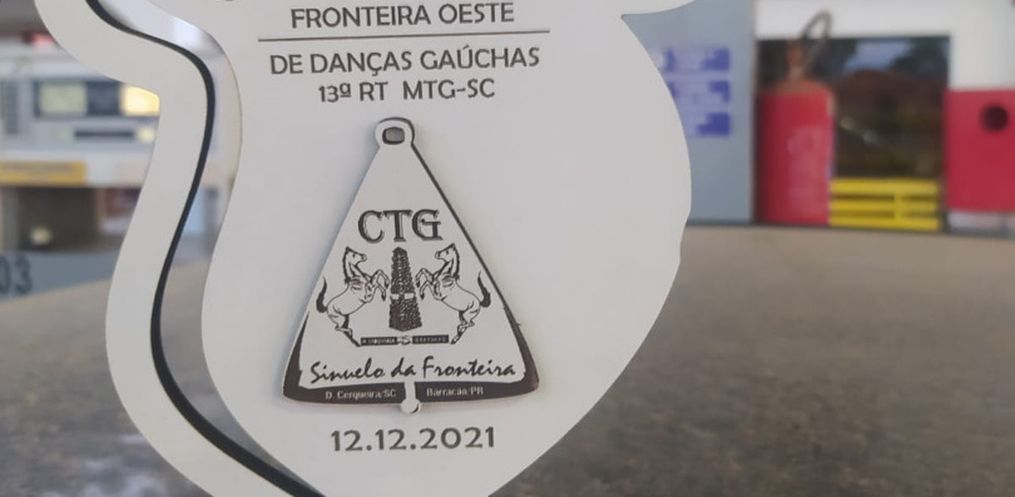 FRONTEIRA OESTE
DE DANÇAS GAÚCHAS
13ª RT MTG-SC
CTG
Sinuelo da Fronteira
D. Cerqueira/SC Barracão/PR
12.12.2021
03